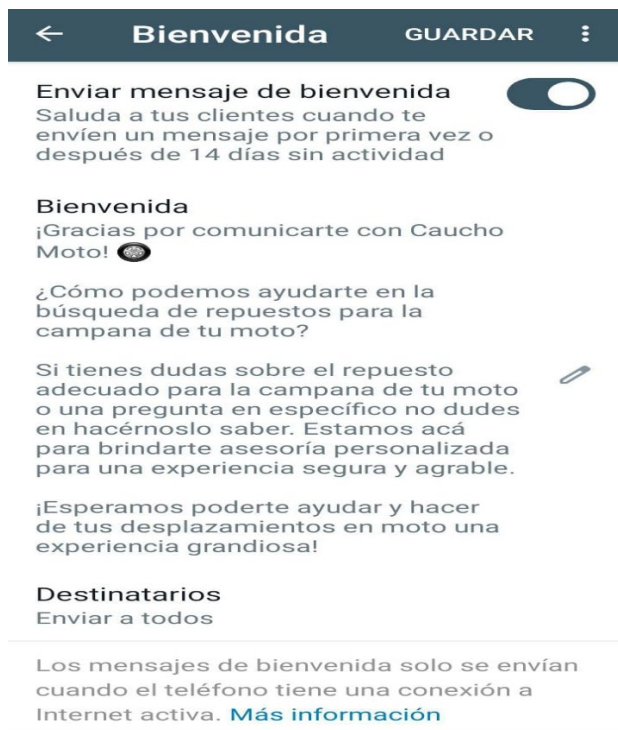 Bienvenida GUARDAR
Enviar mensaje de bienvenida
Saluda a tus clientes cuando te
envíen un mensaje por primera vez o
después de 14 días sin actividad
Bienvenida
¡Gracias por comunicarte con Caucho
Moto!
¿Cómo podemos ayudarte en la
búsqueda de repuestos para la
campana de tu moto?
Si tienes dudas sobre el repuesto
adecuado para la campana de tu moto
o una pregunta en específico no dudes
en hacérnoslo saber. Estamos acá
para brindarte asesoría personalizada
para una experiencia segura y agrable.
¡Esperamos poderte ayudar y hacer
de tus desplazamientos en moto una
experiencia grandiosa!
Destinatarios
Enviar a todos
Los mensajes de bienvenida solo se envían
cuando el teléfono tiene una conexión a
Internet activa. Más información